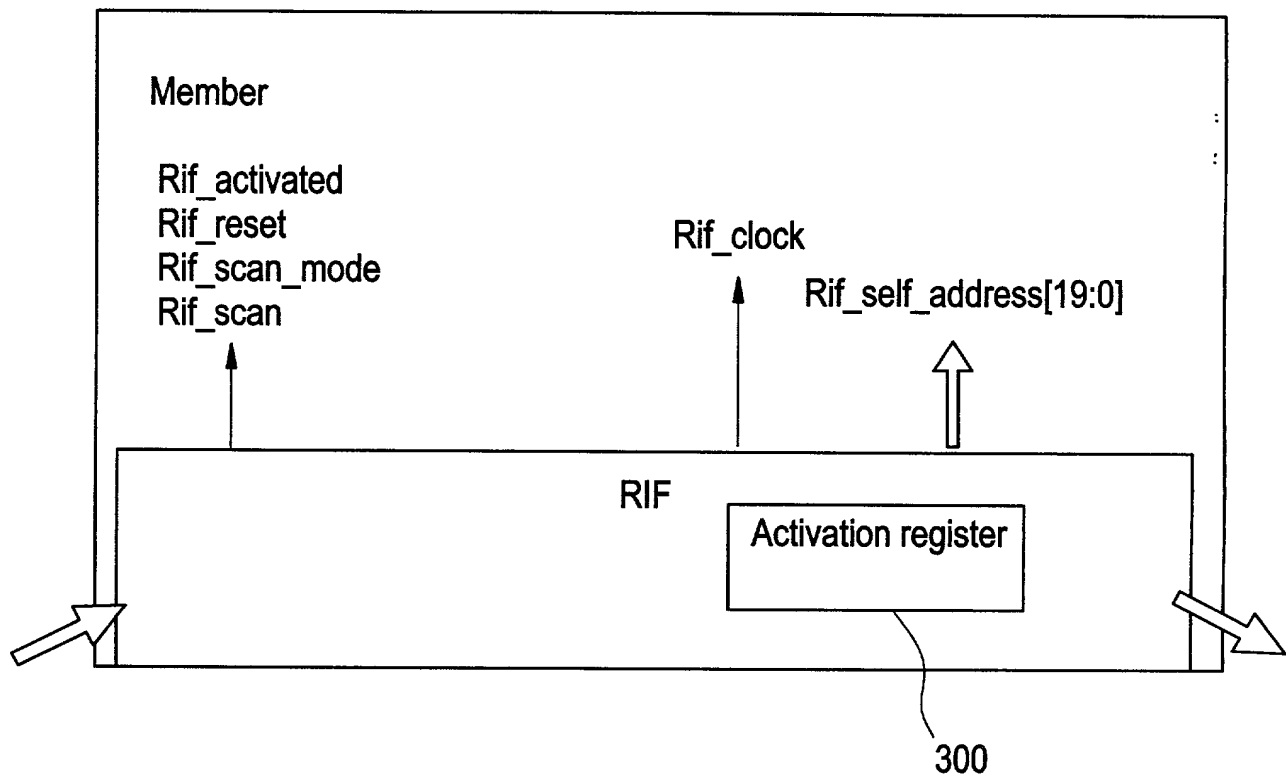 Member
Rif_activated
Rif_reset
Rif_scan_mode
Rif_scan
Rif_clock
Rif_self_address[19:0]
RIF
Activation register
300